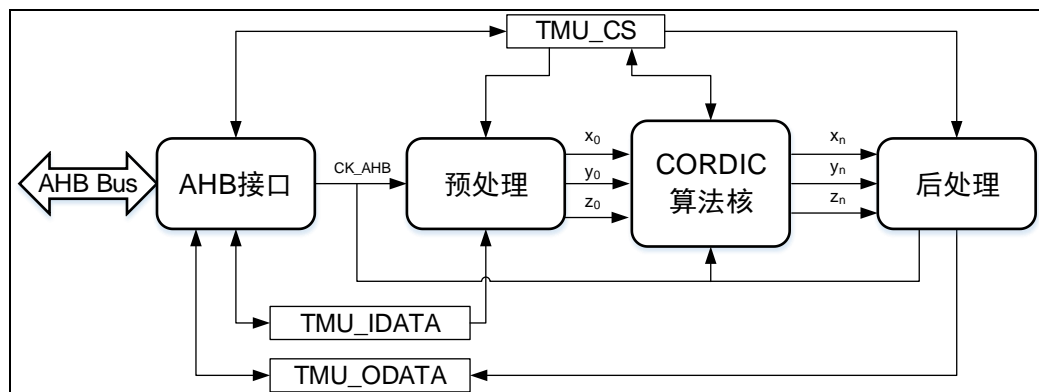 TMU_CS
AHB Bus
AHB接口
CK_AHB
预处理
x₀
y₀
z₀
CORDIC
算法核
xₙ
yₙ
zₙ
后处理
TMU_IDATA
TMU_ODATA